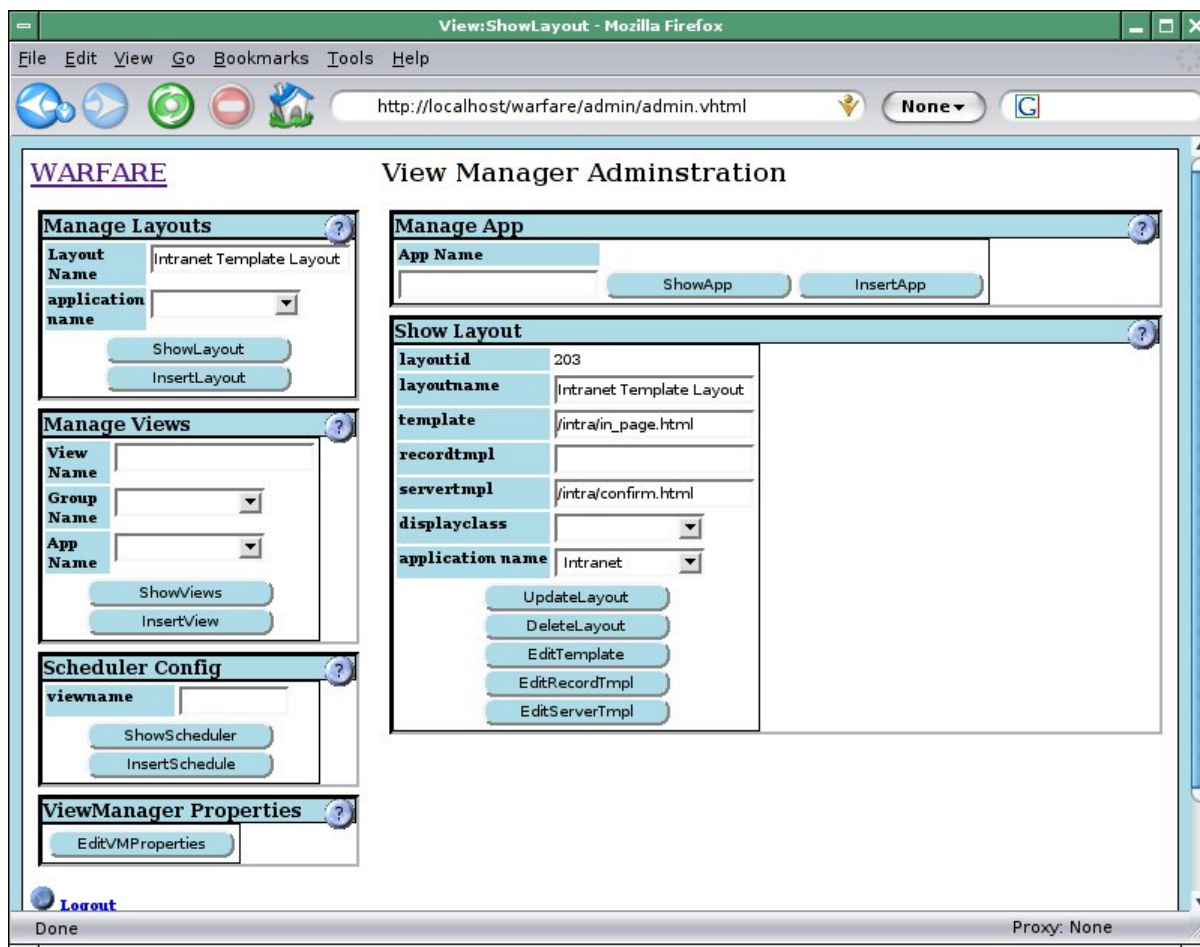 View:ShowLayout - Mozilla Firefox
File Edit View Go Bookmarks Tools Help
http://localhost/warfare/admin/admin.vhtml None G
WARFARE View Manager Adminstration
Manage Layouts ?
Layout Name Intranet Template Layout
application name
ShowLayout
InsertLayout
Manage Views ?
View Name
Group Name
App Name
ShowViews
InsertView
Scheduler Config ?
viewname
ShowScheduler
InsertSchedule
ViewManager Properties ?
EditVMProperties
Logout
Manage App ?
App Name
ShowApp InsertApp
Show Layout ?
layoutid 203
layoutname Intranet Template Layout
template /intra/in_page.html
recordtmpl
servertmpl /intra/confirm.html
displayclass
application name Intranet
UpdateLayout
DeleteLayout
EditTemplate
EditRecordTmpl
EditServerTmpl
Done Proxy: None